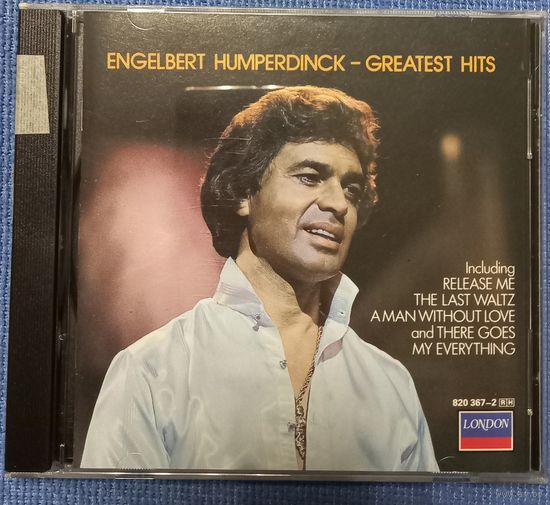 ENGELBERT HUMPERDINCK – GREATEST HITS
Including
RELEASE ME
THE LAST WALTZ
A MAN WITHOUT LOVE
and THERE GOES
MY EVERYTHING
820 367–2 RH
LONDON